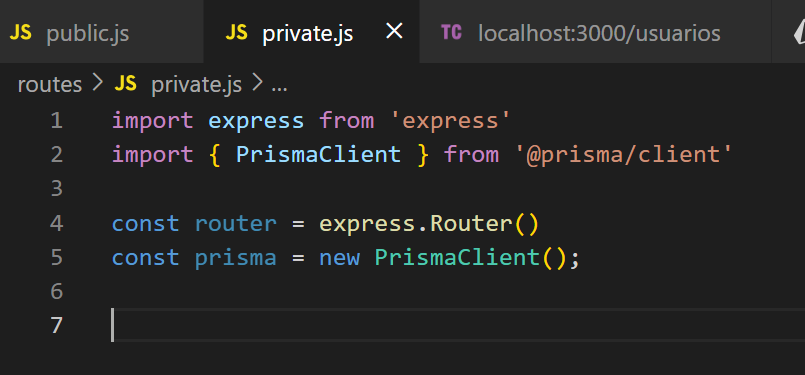 JS public.js JS private.js × TC localhost:3000/usuarios
routes > JS private.js > ...
1 import express from 'express'
2 import { PrismaClient } from '@prisma/client'
3
4 const router = express.Router()
5 const prisma = new PrismaClient();
6
7